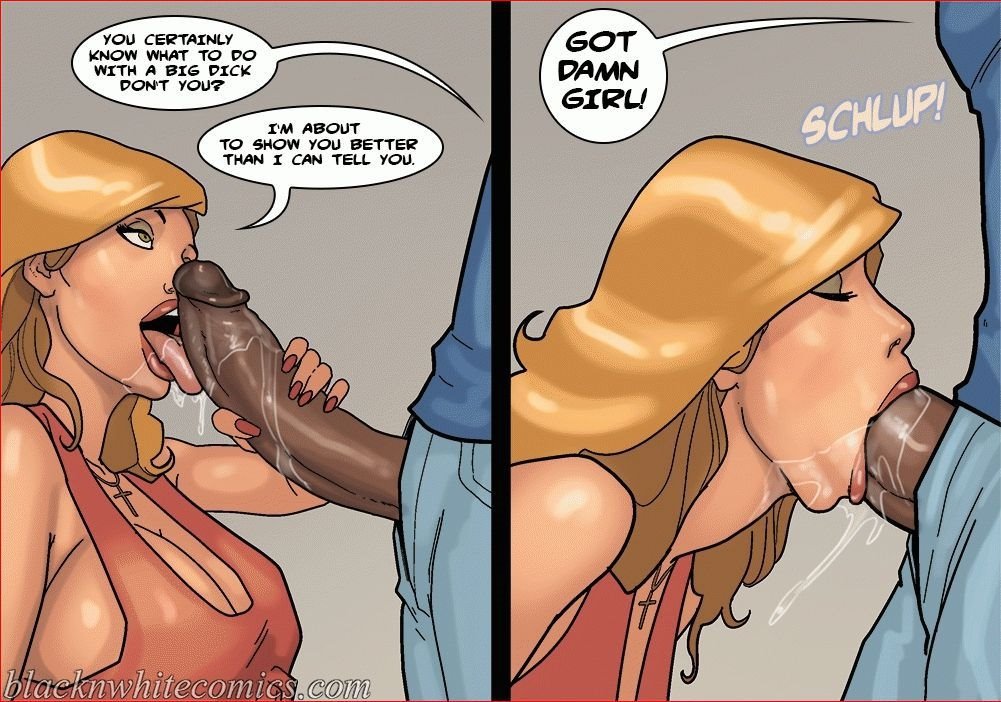 YOU CERTAINLY
KNOW WHAT TO DO
WITH A BIG DICK
DON'T YOU?
I'M ABOUT
TO SHOW YOU BETTER
THAN I CAN TELL YOU.
GOT
DAMN
GIRL!
SCHLUP!
blacknwhitecomics.com